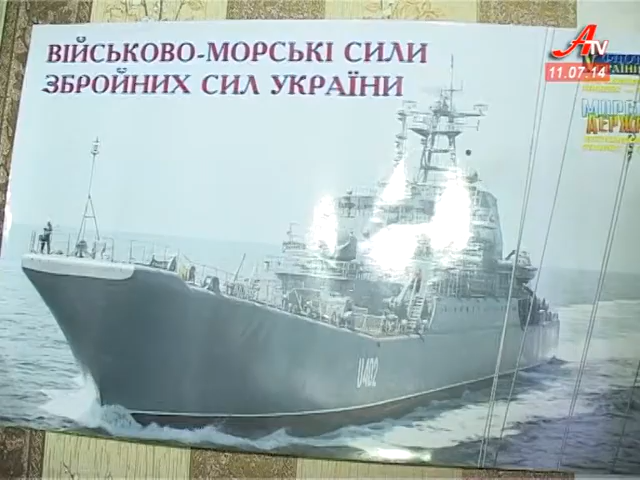 ВІЙСЬКОВО-МОРСЬКІ СИЛИ
ЗБРОЙНИХ СИЛ УКРАЇНИ
ATV
11.07.14
U402